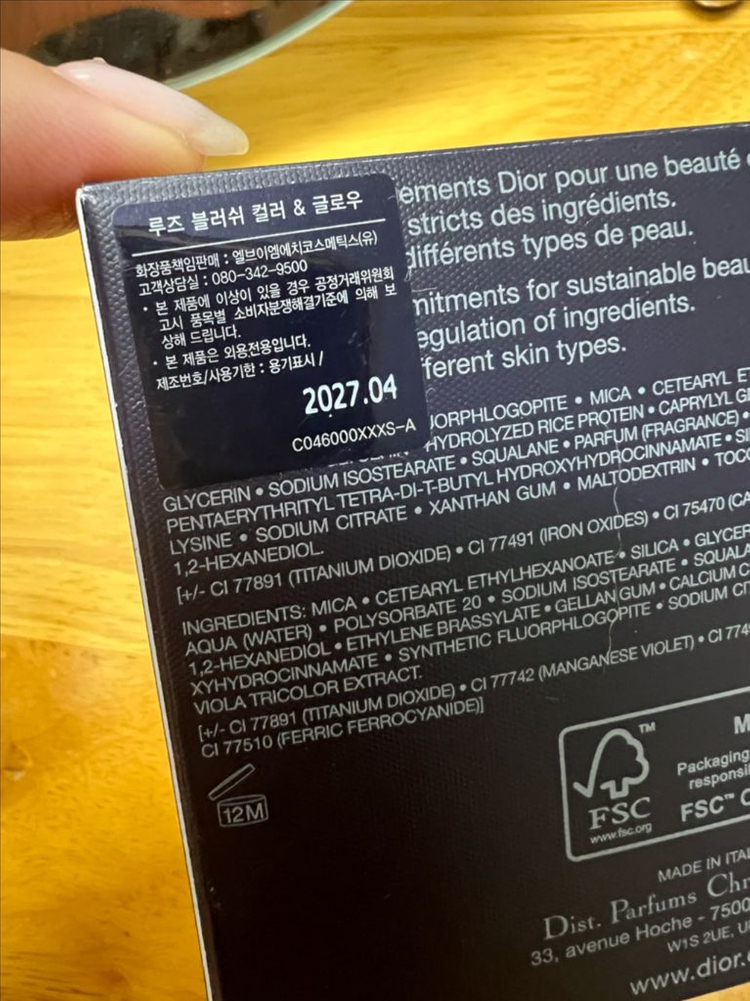 루즈 블러쉬 컬러 & 글로우
화장품책임판매 : 엘브이엠에치코스메틱스(유)
고객상담실 : 080-342-9500
• 본 제품에 이상이 있을 경우 공정거래위원회
고시 품목별 소비자분쟁해결기준에 의해 보
상해 드립니다.
• 본 제품은 외용전용입니다.
제조번호/사용기한 : 용기표시 /
2027.04
C046000XXXS-A
ements Dior pour une beauté
stricts des ingrédients.
différents types de peau.
mitments for sustainable beau
egulation of ingredients.
ferent skin types.
UORPHLOGOPITE • MICA • CETEARYL E
HYDROLYZED RICE PROTEIN • CAPRYLYL G
GLYCERIN • SODIUM ISOSTEARATE • SQUALANE • PARFUM (FRAGRANCE) •
PENTAERYTHRITYL TETRA-DI-T-BUTYL HYDROXYHYDROCINNAMATE • SI
LYSINE • SODIUM CITRATE • XANTHAN GUM • MALTODEXTRIN • TOCO
1,2-HEXANEDIOL.
[+/- CI 77891 (TITANIUM DIOXIDE) • CI 77491 (IRON OXIDES) • CI 75470 (CA
INGREDIENTS: MICA • CETEARYL ETHYLHEXANOATE • SILICA • GLYCER
AQUA (WATER) • POLYSORBATE 20 • SODIUM ISOSTEARATE • SQUALA
1,2-HEXANEDIOL • ETHYLENE BRASSYLATE • GELLAN GUM • CALCIUM C
XYHYDROCINNAMATE • SYNTHETIC FLUORPHLOGOPITE • SODIUM CIT
VIOLA TRICOLOR EXTRACT.
[+/- CI 77891 (TITANIUM DIOXIDE) • CI 77742 (MANGANESE VIOLET) • CI 774
CI 77510 (FERRIC FERROCYANIDE)]
12M
FSC
www.fsc.org
M
Packaging
responsi
FSC™ C
MADE IN ITA
Dist. Parfums Chr
33, avenue Hoche - 7500
W1S 2UE, U
www.dior.